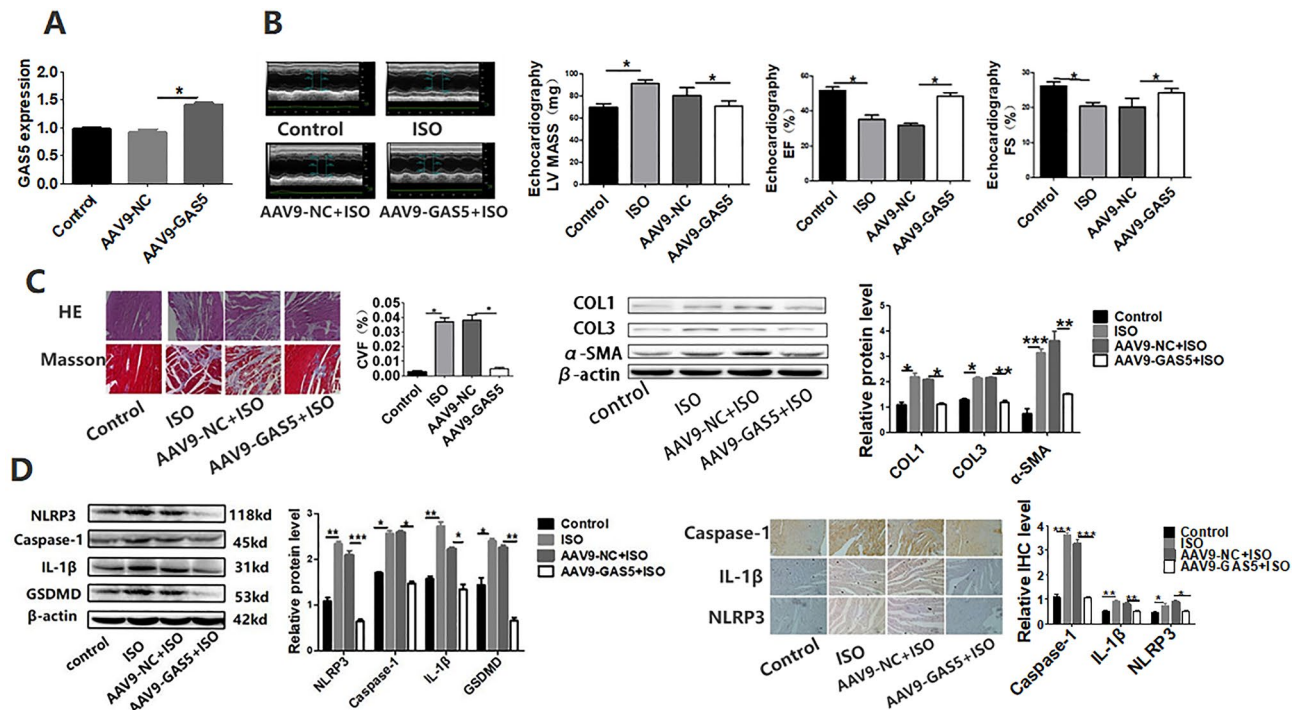 A
GAS5 expression
2.0
1.5
1.0
0.5
0.0
*
Control
AAV9-NC
AAV9-GAS5
B
Control
ISO
AAV9-NC+ISO
AAV9-GAS5+ISO
Echocardiography
LV MASS (mg)
100
80
60
40
20
0
*
*
Control
ISO
AAV9-NC
AAV9-GAS5
Echocardiography
EF (%)
60
40
20
0
*
*
Control
ISO
AAV9-NC
AAV9-GAS5
Echocardiography
FS (%)
30
20
10
0
*
*
Control
ISO
AAV9-NC
AAV9-GAS5
C
HE
Masson
Control
ISO
AAV9-NC+ISO
AAV9-GAS5+ISO
CVF (%)
0.05
0.04
0.03
0.02
0.01
0.00
*
*
Control
ISO
AAV9-NC
AAV9-GAS5
COL1
COL3
α-SMA
β-actin
control
ISO
AAV9-NC+ISO
AAV9-GAS5+ISO
Relative protein level
5
4
3
2
1
0
* *
* **
*** **
COL1
COL3
α-SMA
Control
ISO
AAV9-NC+ISO
AAV9-GAS5+ISO
D
NLRP3 118kd
Caspase-1 45kd
IL-1β 31kd
GSDMD 53kd
β-actin 42kd
control
ISO
AAV9-NC+ISO
AAV9-GAS5+ISO
Relative protein level
3
2
1
0
** ***
* *
** *
* **
NLRP3
Caspase-1
IL-1β
GSDMD
Control
ISO
AAV9-NC+ISO
AAV9-GAS5+ISO
Caspase-1
IL-1β
NLRP3
Control
ISO
AAV9-NC+ISO
AAV9-GAS5+ISO
Relative IHC level
4
3
2
1
0
*** ***
** **
* *
Caspase-1
IL-1β
NLRP3
Control
ISO
AAV9-NC+ISO
AAV9-GAS5+ISO